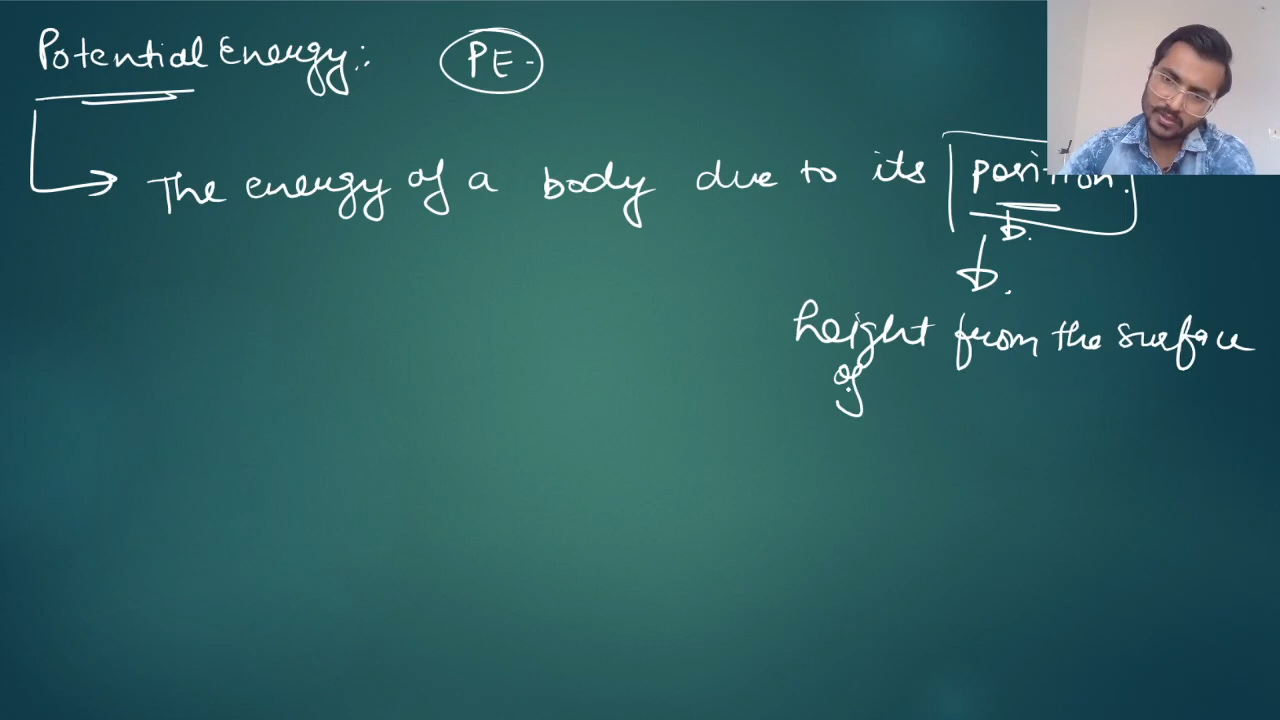 Potential Energy:. PE-
The energy of a body due to its position.
height from the surface
of